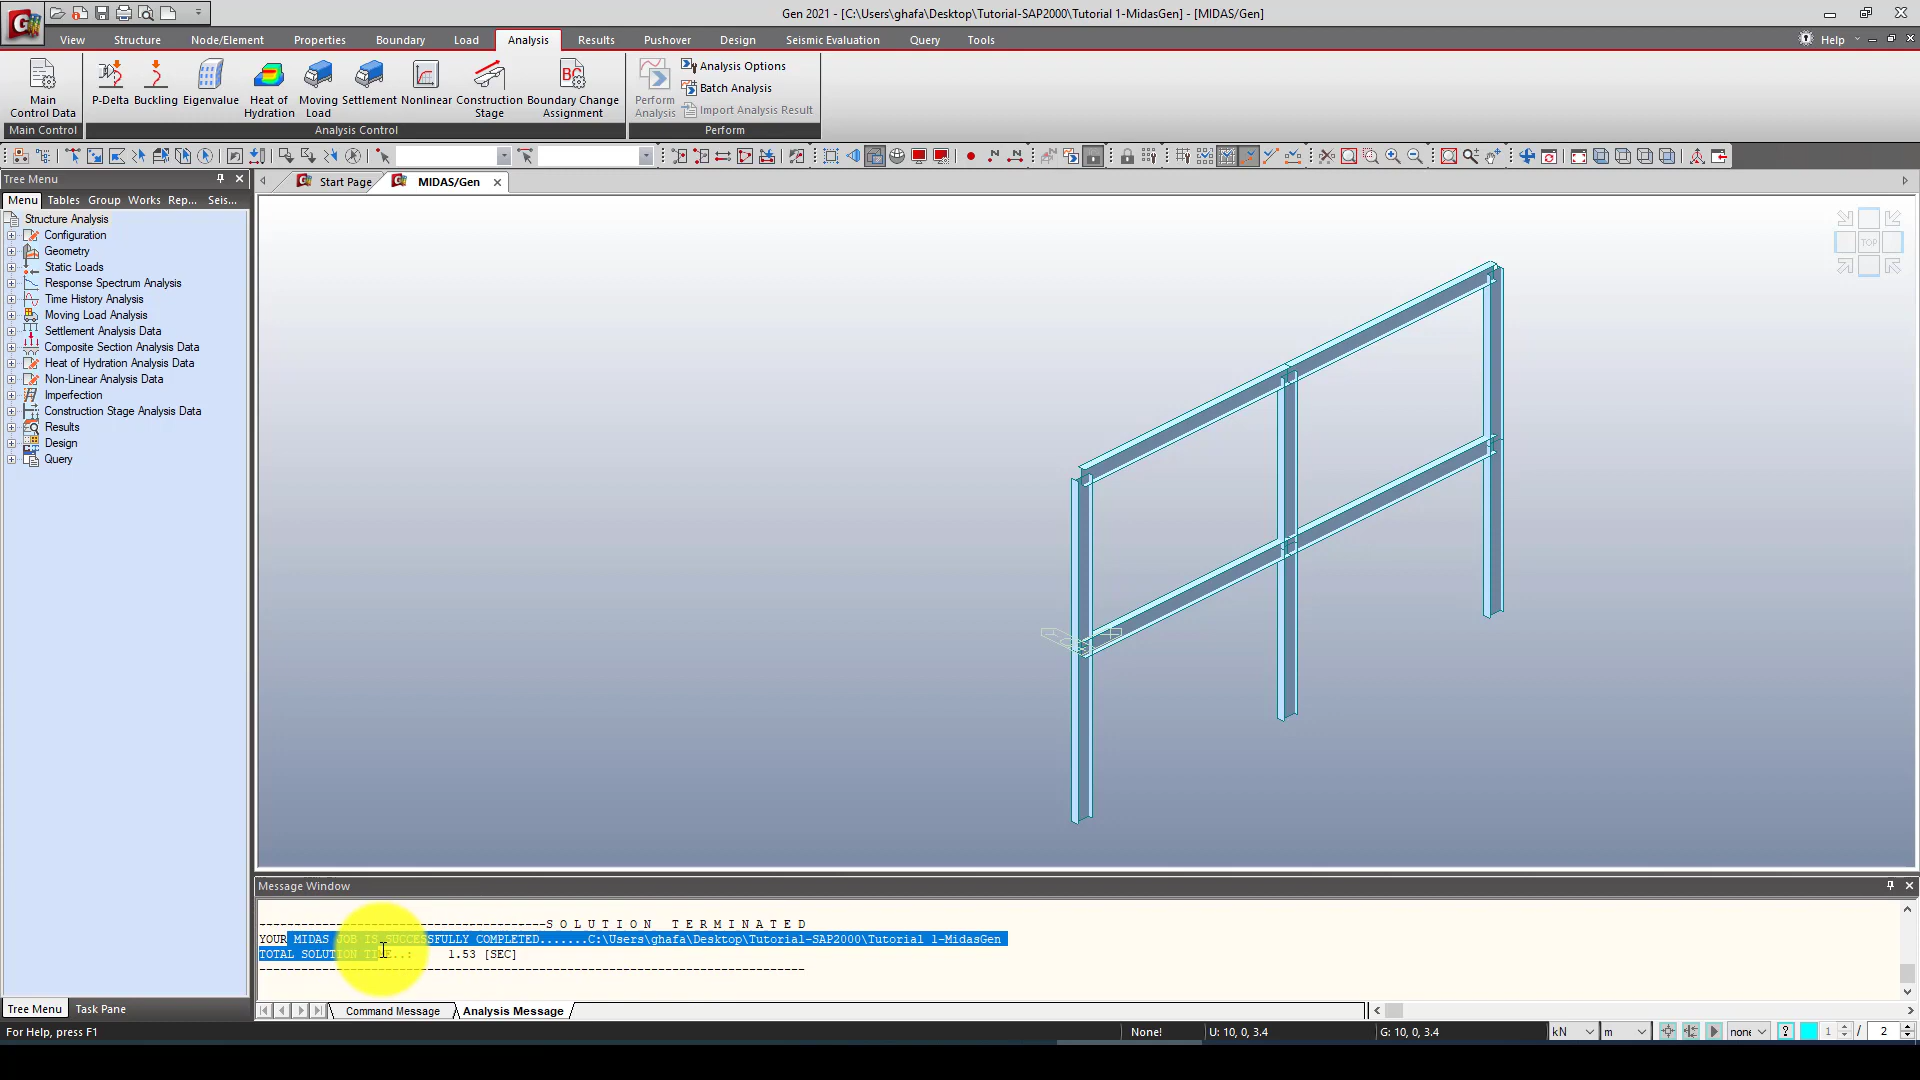 Gen 2021 - [C:\Users\ghafa\Desktop\Tutorial-SAP2000\Tutorial 1-MidasGen] - [MIDAS/Gen]
View Structure Node/Element Properties Boundary Load Analysis Results Pushover Design Seismic Evaluation Query Tools Help
Main Control Data
P-Delta
Buckling
Eigenvalue
Heat of Hydration
Moving Load
Settlement
Nonlinear
Construction Stage
Boundary Change Assignment
Perform Analysis
Analysis Options
Batch Analysis
Import Analysis Result
Main Control
Analysis Control
Perform
Tree Menu
Start Page
MIDAS/Gen
Menu Tables Group Works Rep... Seis...
Structure Analysis
Configuration
Geometry
Static Loads
Response Spectrum Analysis
Time History Analysis
Moving Load Analysis
Settlement Analysis Data
Composite Section Analysis Data
Heat of Hydration Analysis Data
Non-Linear Analysis Data
Imperfection
Construction Stage Analysis Data
Results
Design
Query
TOP
Message Window
-----------------------------------------S O L U T I O N   T E R M I N A T E D
YOUR MIDAS JOB IS SUCCESSFULLY COMPLETED.......C:\Users\ghafa\Desktop\Tutorial-SAP2000\Tutorial 1-MidasGen
TOTAL SOLUTION TIME..: 1.53 [SEC]
------------------------------------------------------------------------------
Command Message
Analysis Message
Tree Menu
Task Pane
For Help, press F1
None!
U: 10, 0, 3.4
G: 10, 0, 3.4
kN
m
none
?
1 / 2